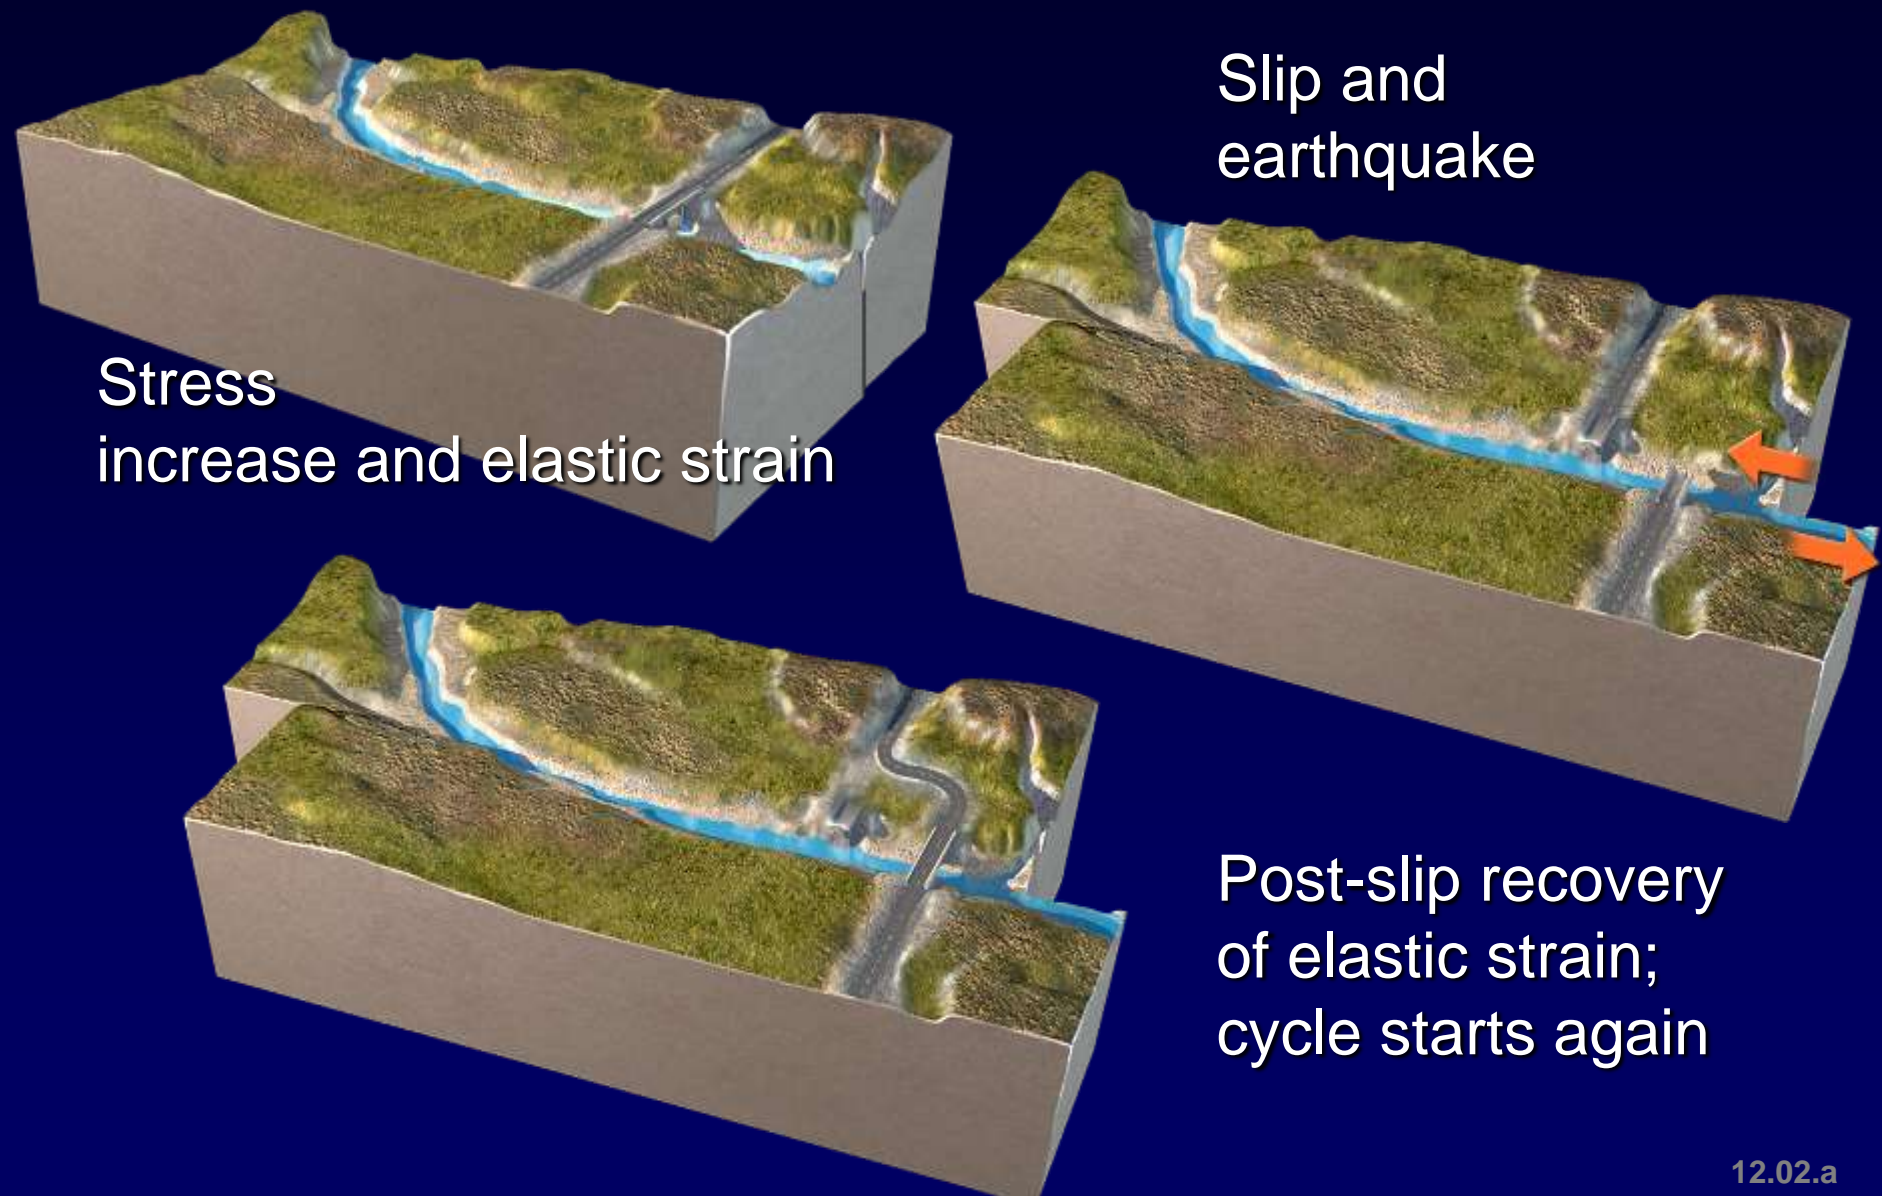 Slip and
earthquake
Stress
increase and elastic strain
Post-slip recovery
of elastic strain;
cycle starts again
12.02.a